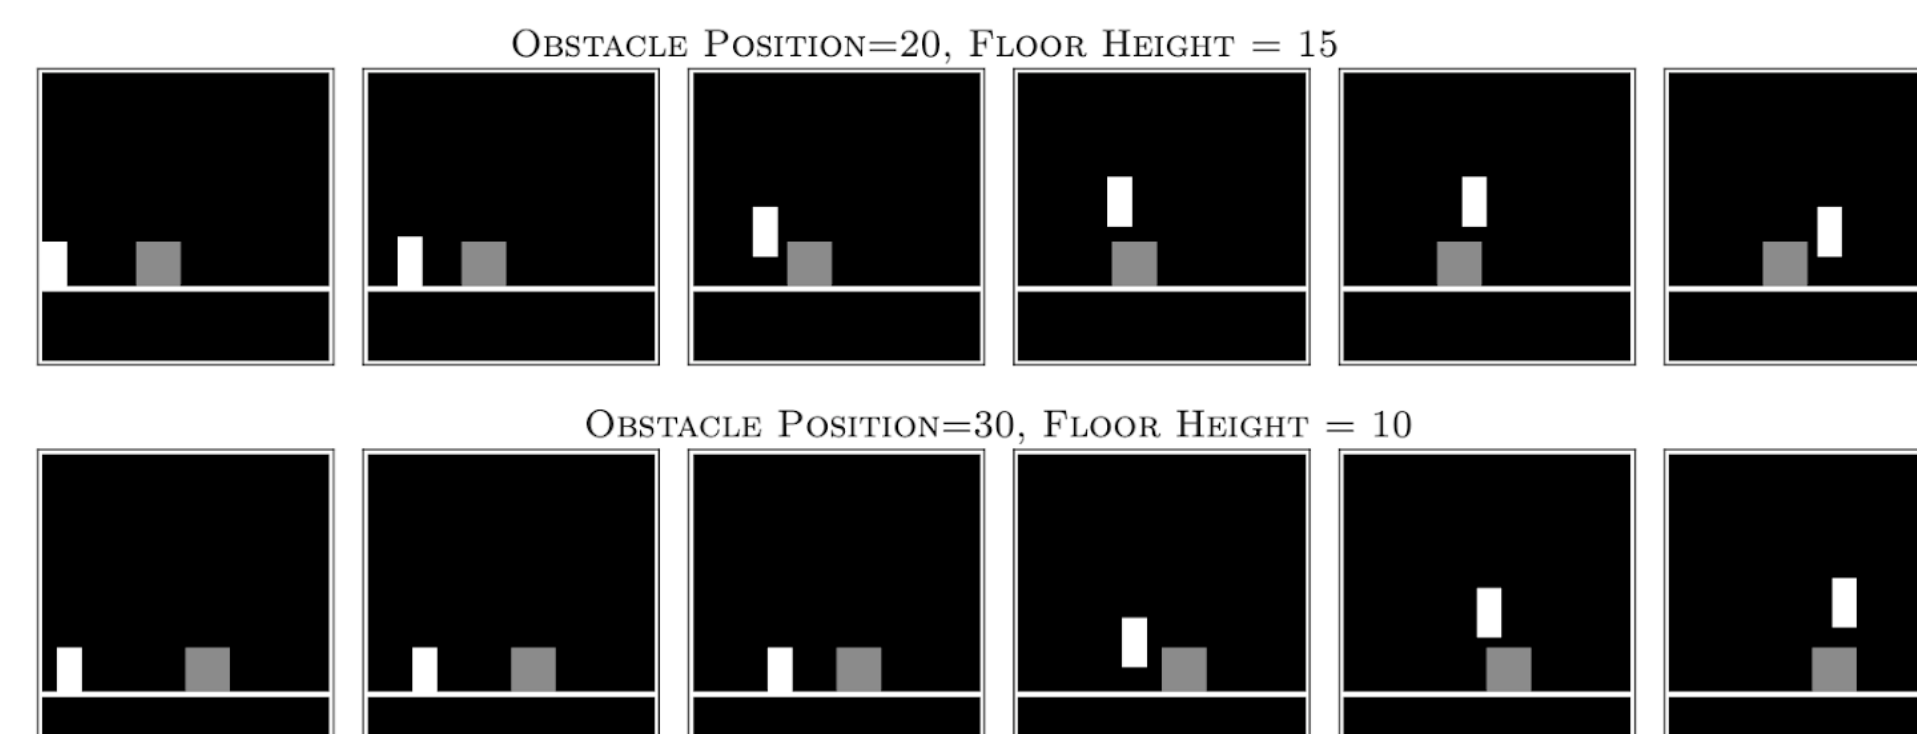 Obstacle Position=20, Floor Height = 15
Obstacle Position=30, Floor Height = 10